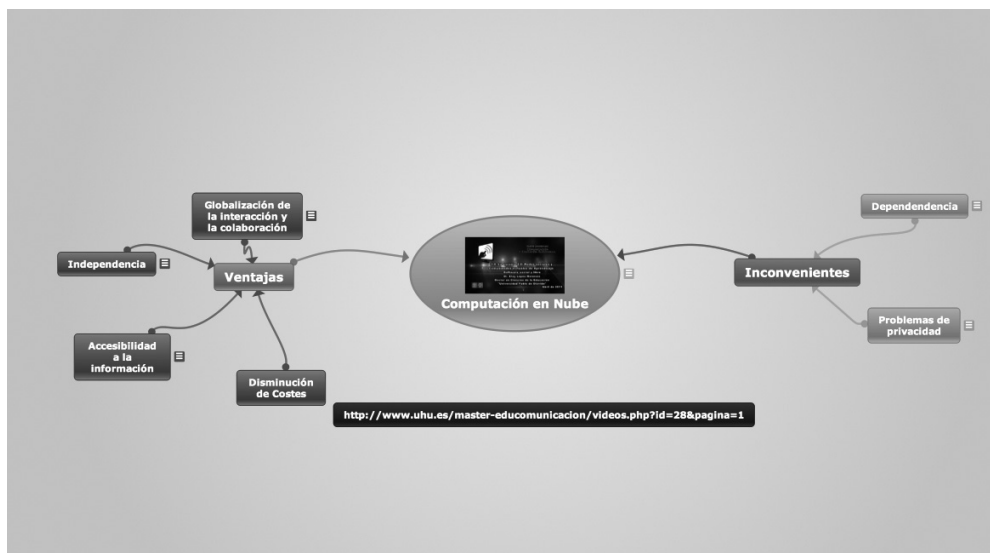 Globalización de
la interacción y
la colaboración
Independencia
Ventajas
Accesibilidad
a la
información
Disminución
de Costes
Computación en Nube
Dependendencia
Inconvenientes
Problemas de
privacidad
http://www.uhu.es/master-educomunicacion/videos.php?id=28&pagina=1